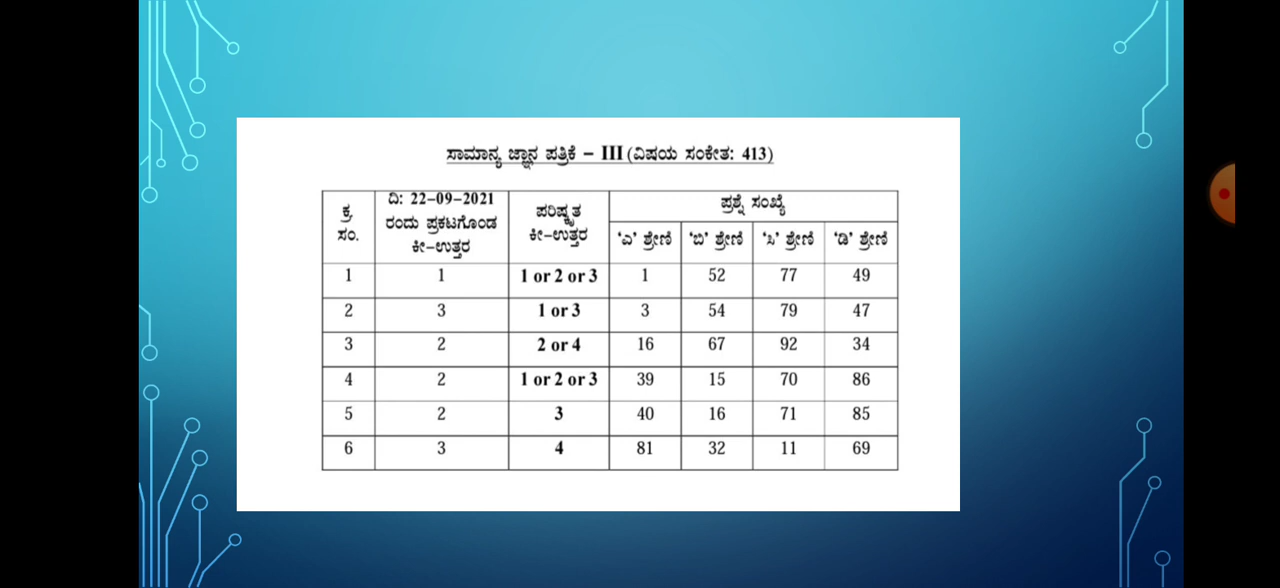 ಸಾಮಾನ್ಯ ಜ್ಞಾನ ಪತ್ರಿಕೆ – III (ವಿಷಯ ಸಂಕೇತ: 413)
ಕ್ರ. ಸಂ. ದಿ: 22–09–2021 ರಂದು ಪ್ರಕಟಗೊಂಡ ಕೀ–ಉತ್ತರ ಪರಿಷ್ಕೃತ ಕೀ–ಉತ್ತರ ಪ್ರಶ್ನೆ ಸಂಖ್ಯೆ
‘ಎ’ ಶ್ರೇಣಿ ‘ಬಿ’ ಶ್ರೇಣಿ ‘ಸಿ’ ಶ್ರೇಣಿ ‘ಡಿ’ ಶ್ರೇಣಿ
1 1 1 or 2 or 3 1 52 77 49
2 3 1 or 3 3 54 79 47
3 2 2 or 4 16 67 92 34
4 2 1 or 2 or 3 39 15 70 86
5 2 3 40 16 71 85
6 3 4 81 32 11 69